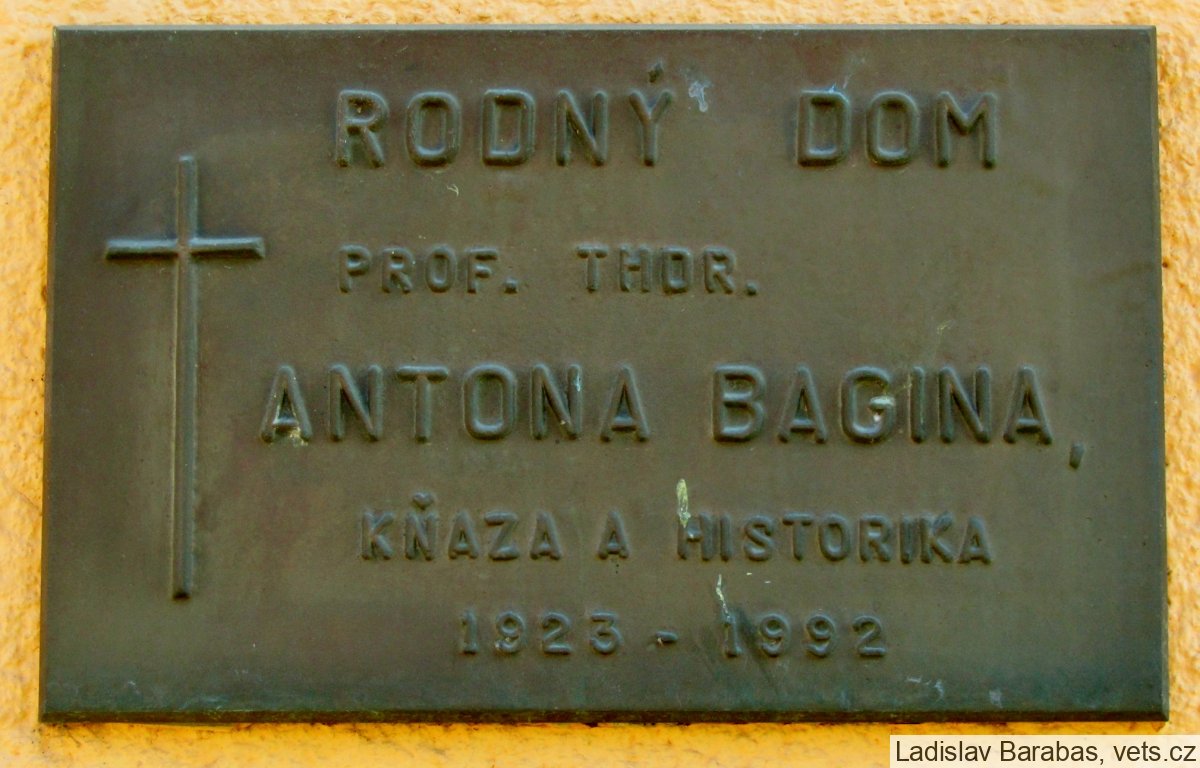 RODNÝ DOM
PROF. THDR.
ANTONA BAGINA,
KŇAZA A HISTORIKA
1923 - 1992
Ladislav Barabas, vets.cz